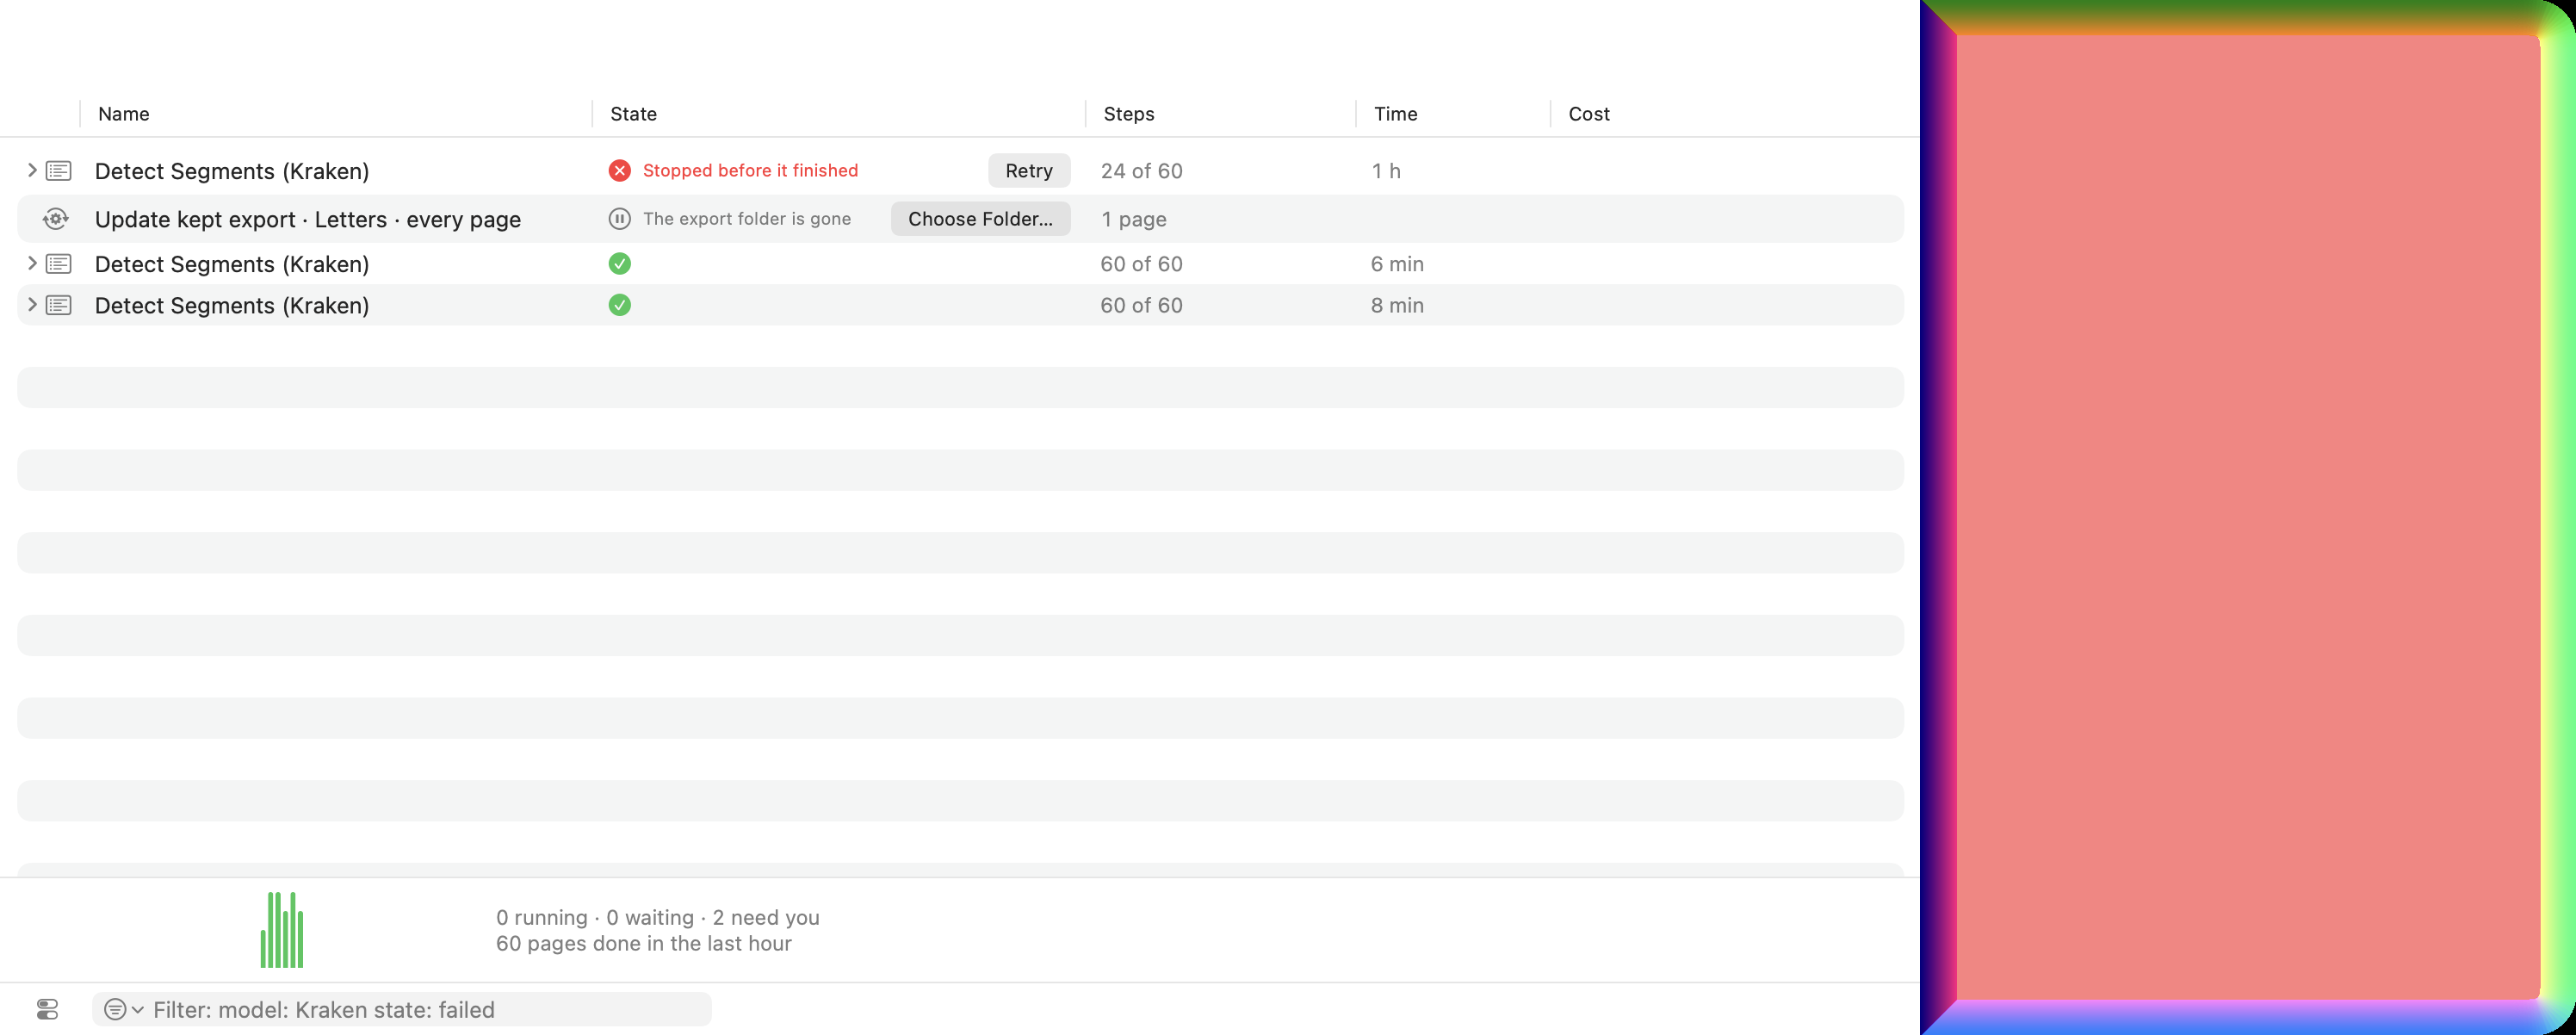 Name State Steps Time Cost
Detect Segments (Kraken) Stopped before it finished Retry 24 of 60 1 h
Update kept export · Letters · every page The export folder is gone Choose Folder... 1 page
Detect Segments (Kraken) 60 of 60 6 min
Detect Segments (Kraken) 60 of 60 8 min
0 running · 0 waiting · 2 need you
60 pages done in the last hour
Filter: model: Kraken state: failed